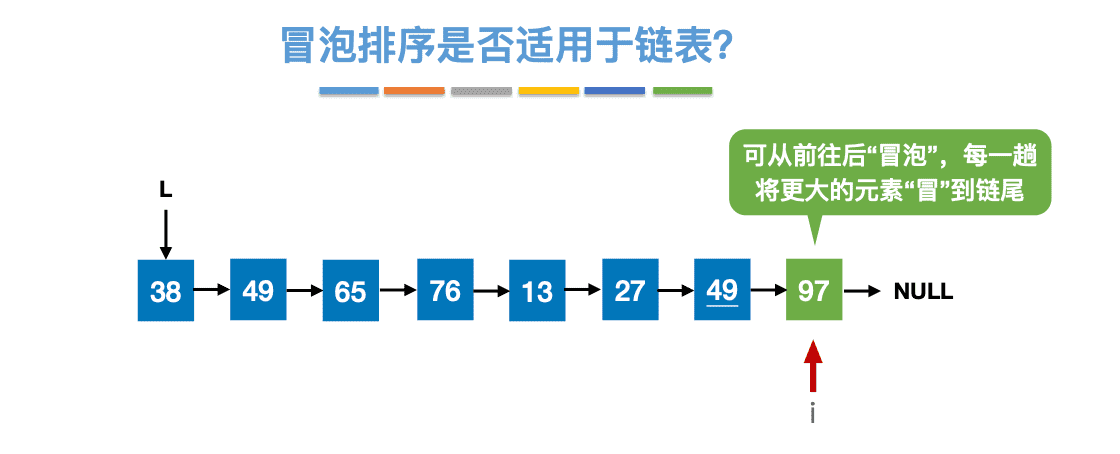 冒泡排序是否适用于链表?
可从前往后“冒泡”，每一趟
将更大的元素“冒”到链尾
L
38 49 65 76 13 27 49 97 NULL
i